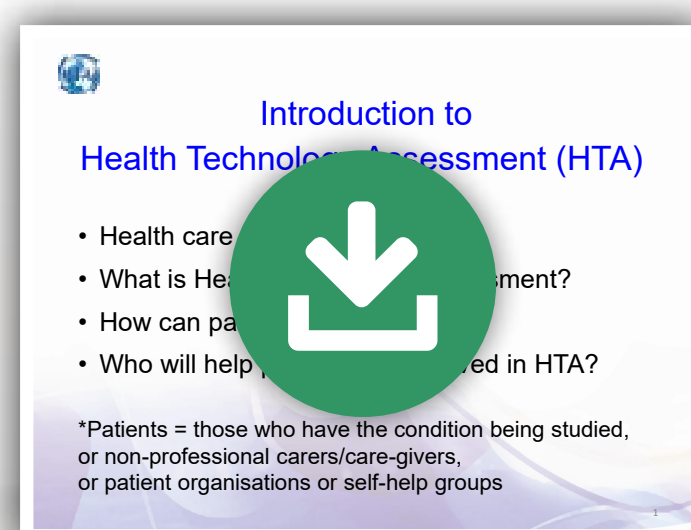 Introduction to
Health Technology Assessment (HTA)
• Health care
• What is Hea sment?
• How can pa
• Who will help p ved in HTA?
*Patients = those who have the condition being studied,
or non-professional carers/care-givers,
or patient organisations or self-help groups
1